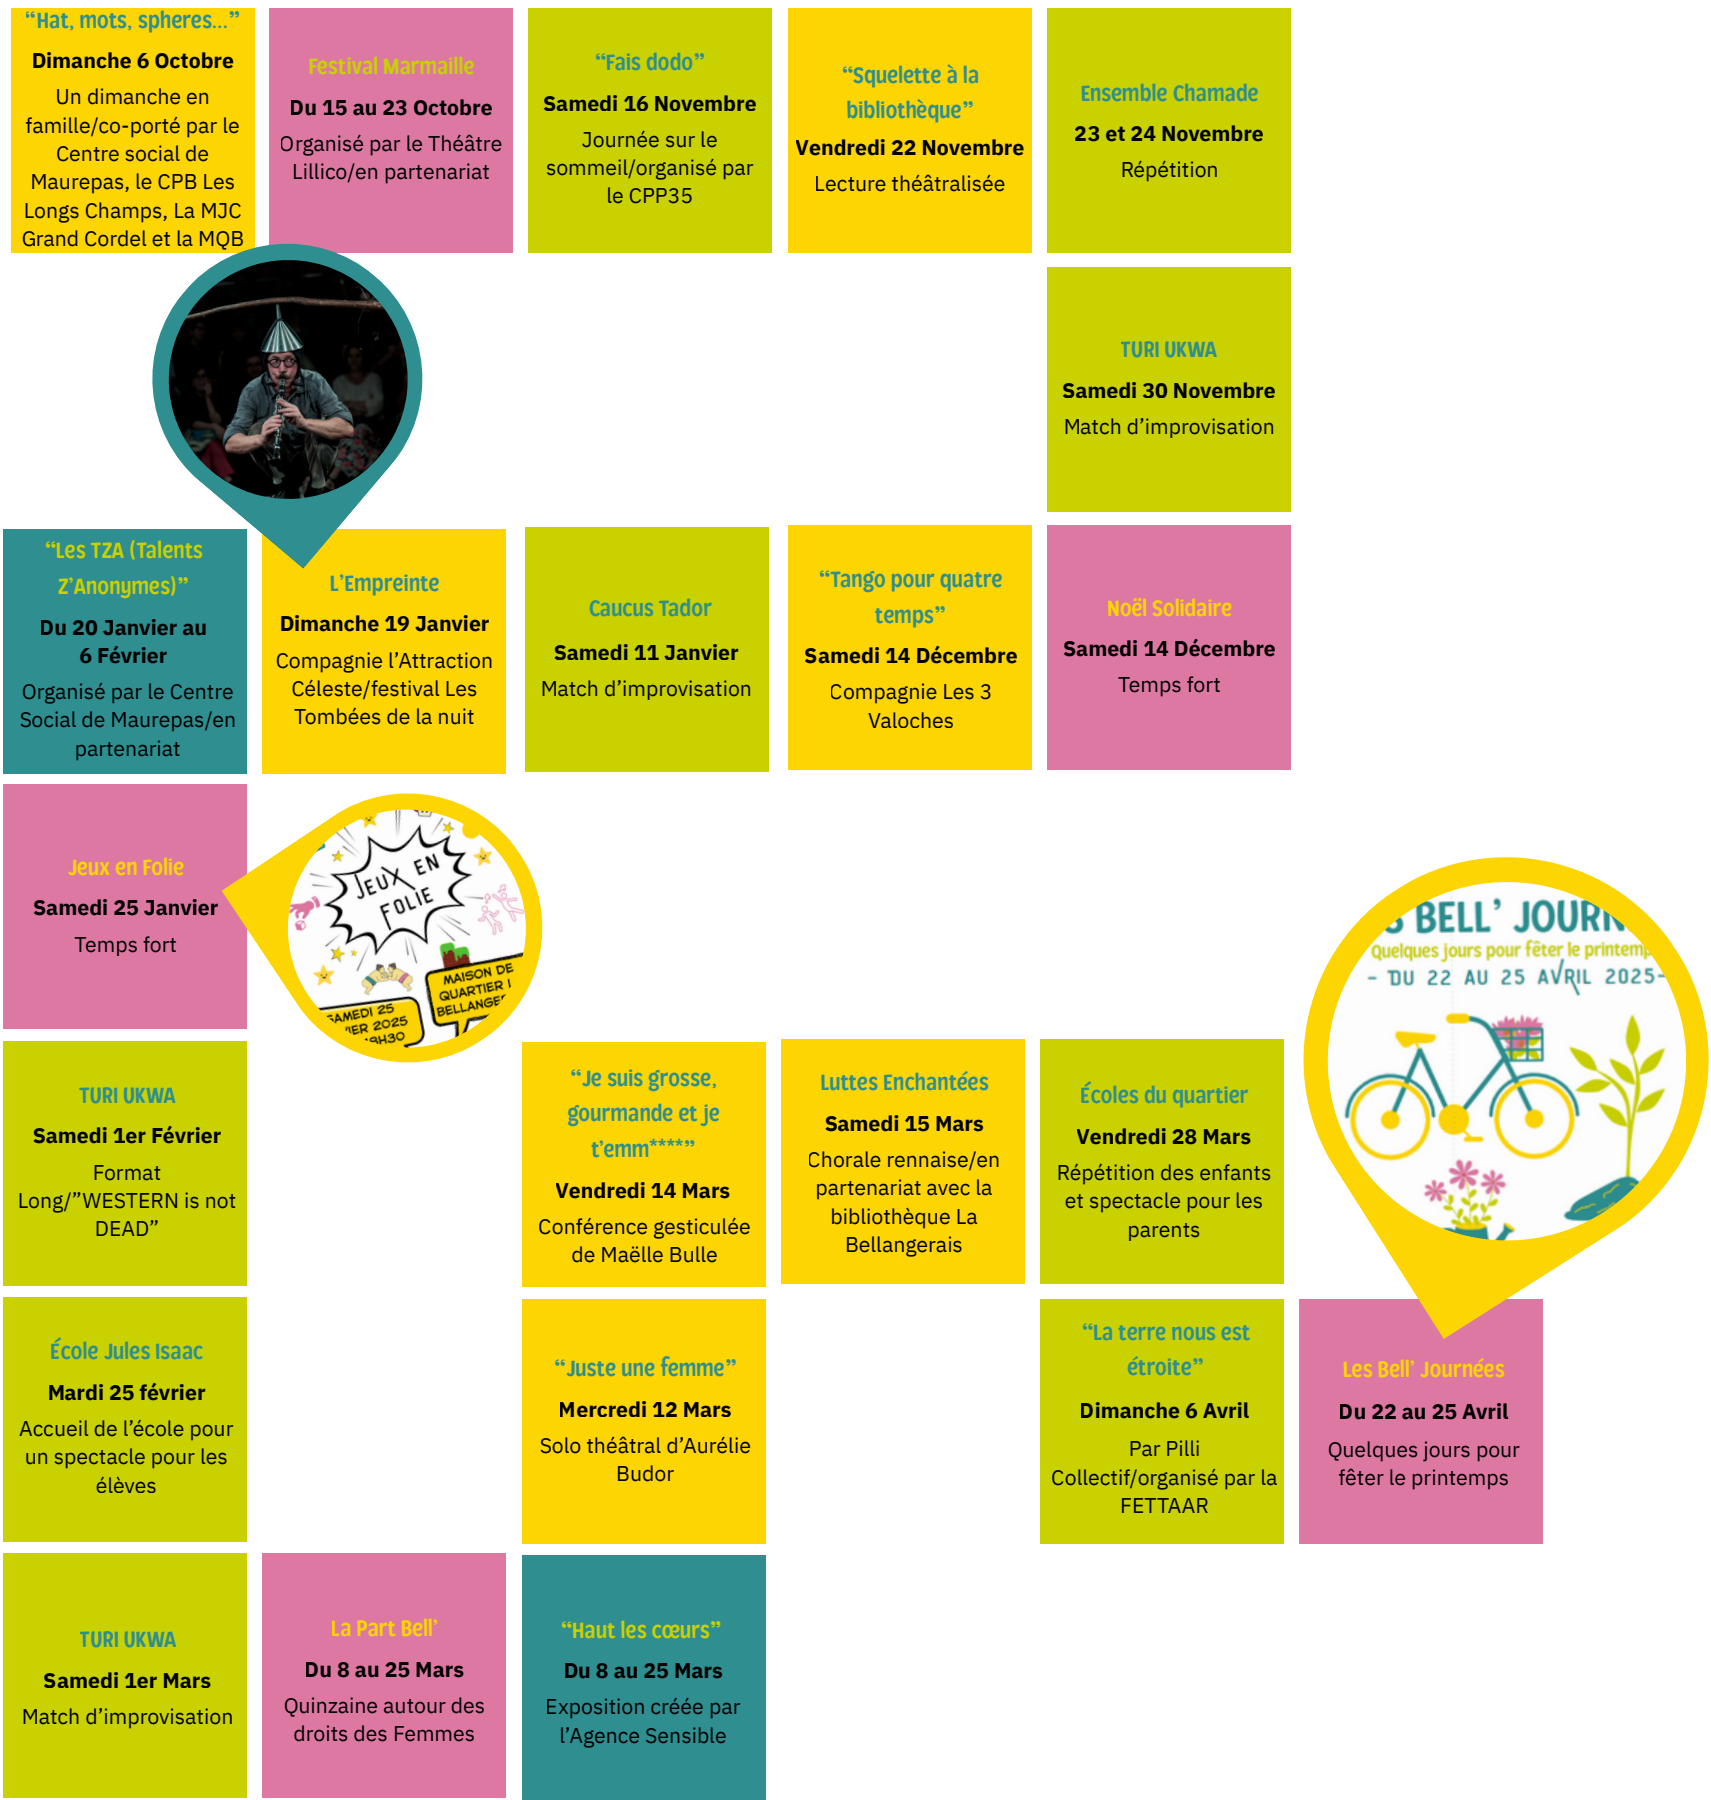 “Hat, mots, spheres...”
Dimanche 6 Octobre
Un dimanche en
famille/co-porté par le
Centre social de
Maurepas, le CPB Les
Longs Champs, La MJC
Grand Cordel et la MQB
Festival Marmaille
Du 15 au 23 Octobre
Organisé par le Théâtre
Lillico/en partenariat
“Fais dodo”
Samedi 16 Novembre
Journée sur le
sommeil/organisé par
le CPP35
“Squelette à la
bibliothèque”
Vendredi 22 Novembre
Lecture théâtralisée
Ensemble Chamade
23 et 24 Novembre
Répétition
TURI UKWA
Samedi 30 Novembre
Match d’improvisation
“Les TZA (Talents
Z’Anonymes)”
Du 20 Janvier au
6 Février
Organisé par le Centre
Social de Maurepas/en
partenariat
L’Empreinte
Dimanche 19 Janvier
Compagnie l’Attraction
Céleste/festival Les
Tombées de la nuit
Caucus Tador
Samedi 11 Janvier
Match d’improvisation
“Tango pour quatre
temps”
Samedi 14 Décembre
Compagnie Les 3
Valoches
Noël Solidaire
Samedi 14 Décembre
Temps fort
Jeux en Folie
Samedi 25 Janvier
Temps fort
JEUX EN
FOLIE
MAISON DE
QUARTIER
BELLANGE
SAMEDI 25
IER 2025
9H30
BELL’ JOURN
Quelques jours pour fêter le printemp
- DU 22 AU 25 AVRIL 2025-
TURI UKWA
Samedi 1er Février
Format
Long/”WESTERN is not
DEAD”
“Je suis grosse,
gourmande et je
t’emm****”
Vendredi 14 Mars
Conférence gesticulée
de Maëlle Bulle
Luttes Enchantées
Samedi 15 Mars
Chorale rennaise/en
partenariat avec la
bibliothèque La
Bellangerais
Écoles du quartier
Vendredi 28 Mars
Répétition des enfants
et spectacle pour les
parents
École Jules Isaac
Mardi 25 février
Accueil de l’école pour
un spectacle pour les
élèves
“Juste une femme”
Mercredi 12 Mars
Solo théâtral d’Aurélie
Budor
“La terre nous est
étroite”
Dimanche 6 Avril
Par Pilli
Collectif/organisé par la
FETTAAR
Les Bell’ Journées
Du 22 au 25 Avril
Quelques jours pour
fêter le printemps
TURI UKWA
Samedi 1er Mars
Match d’improvisation
La Part Bell’
Du 8 au 25 Mars
Quinzaine autour des
droits des Femmes
“Haut les cœurs”
Du 8 au 25 Mars
Exposition créée par
l’Agence Sensible